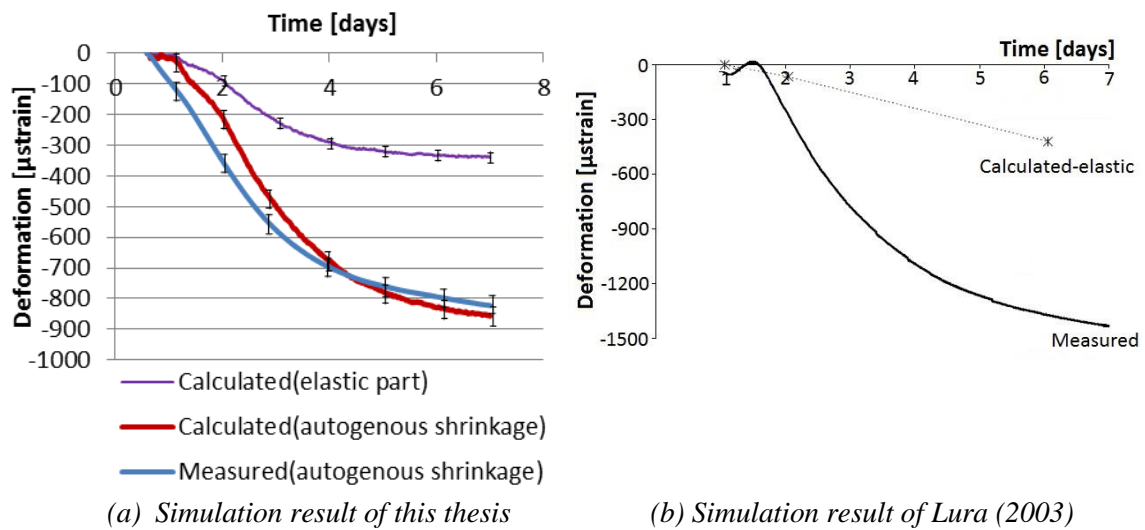 Time [days]
0
-100
-200
-300
-400
-500
-600
-700
-800
-900
-1000
0 2 4 6 8
Deformation [µstrain]
Calculated(elastic part)
Calculated(autogenous shrinkage)
Measured(autogenous shrinkage)
(a) Simulation result of this thesis
Time [days]
0
-300
-600
-900
-1200
-1500
1 2 3 4 5 6 7
Deformation [µstrain]
Calculated-elastic
Measured
(b) Simulation result of Lura (2003)